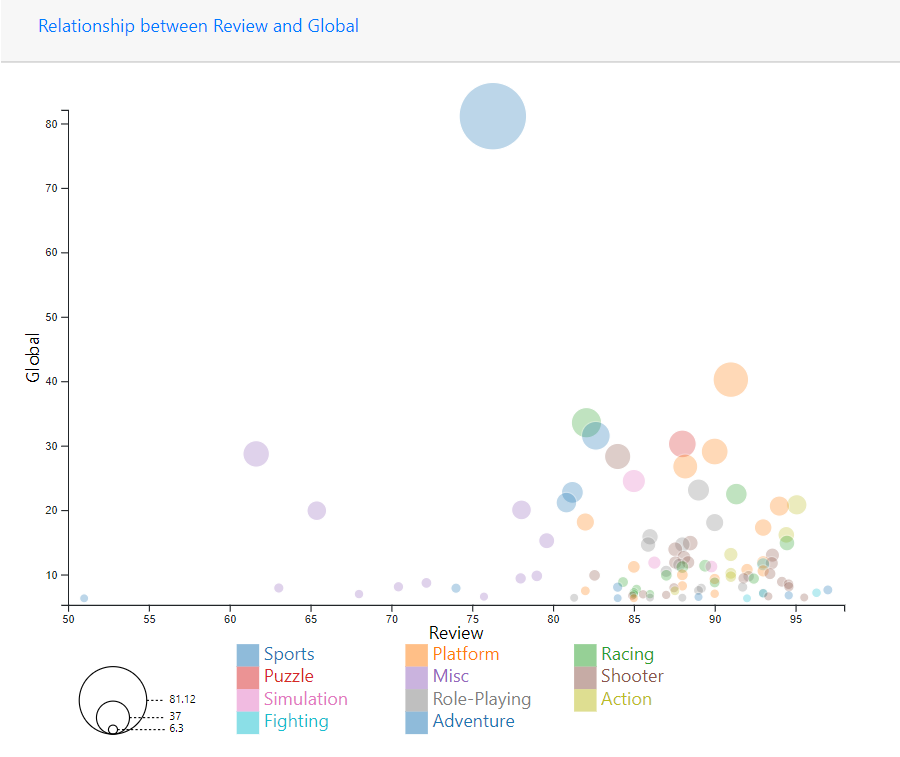 Relationship between Review and Global
80
70
60
50
40
30
20
10
Global
50 55 60 65 70 75 80 85 90 95
Review
Sports Platform Racing
Puzzle Misc Shooter
Simulation Role-Playing Action
Fighting Adventure
81.12
37
6.3